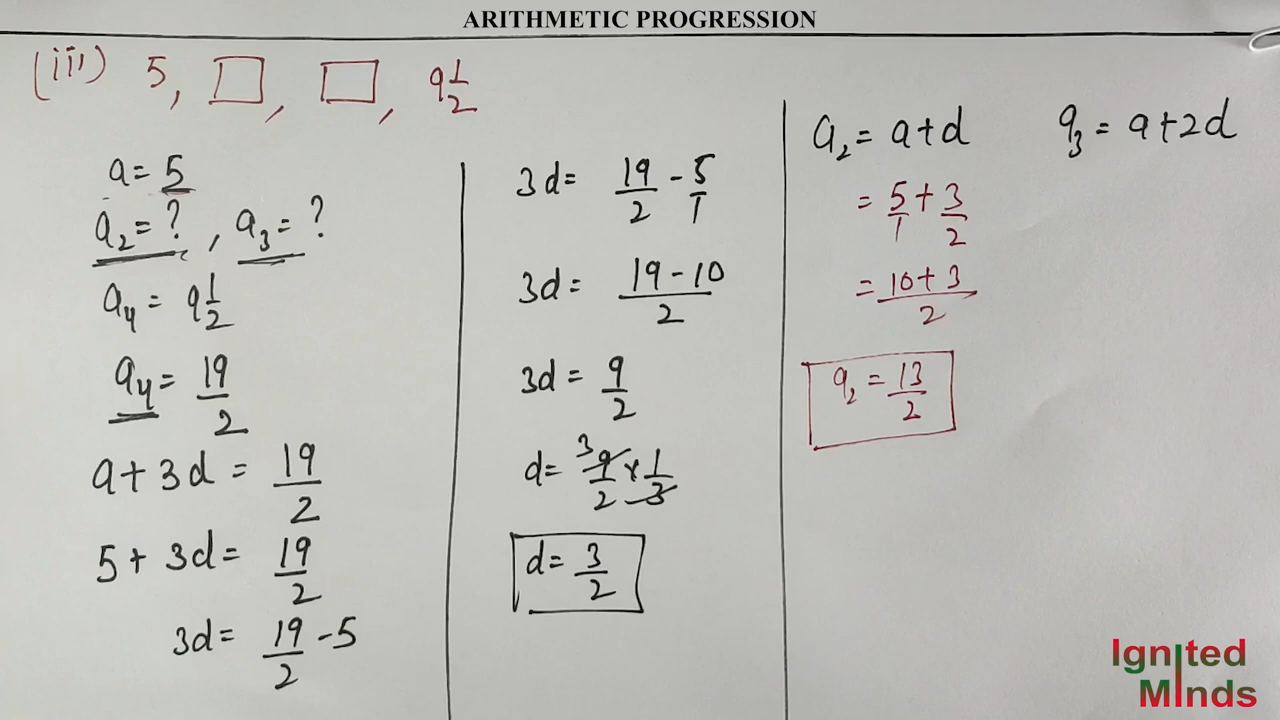 ARITHMETIC PROGRESSION
(iii) 5, □, □, 9 1/2
a = 5
a₂ = ? , a₃ = ?
a₄ = 9 1/2
a₄ = 19/2
a + 3d = 19/2
5 + 3d = 19/2
3d = 19/2 - 5
3d = 19/2 - 5/1
3d = (19 - 10)/2
3d = 9/2
d = 9/2 × 1/3 3
d = 3/2
a₂ = a + d
= 5/1 + 3/2
= (10 + 3)/2
a₂ = 13/2
a₃ = a + 2d
Ignited
Minds